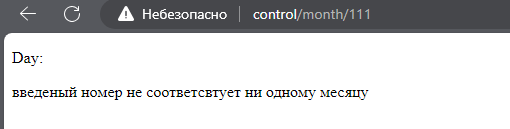 Небезопасно control/month/111
Day:
введеный номер не соответсвтует ни одному месяцу